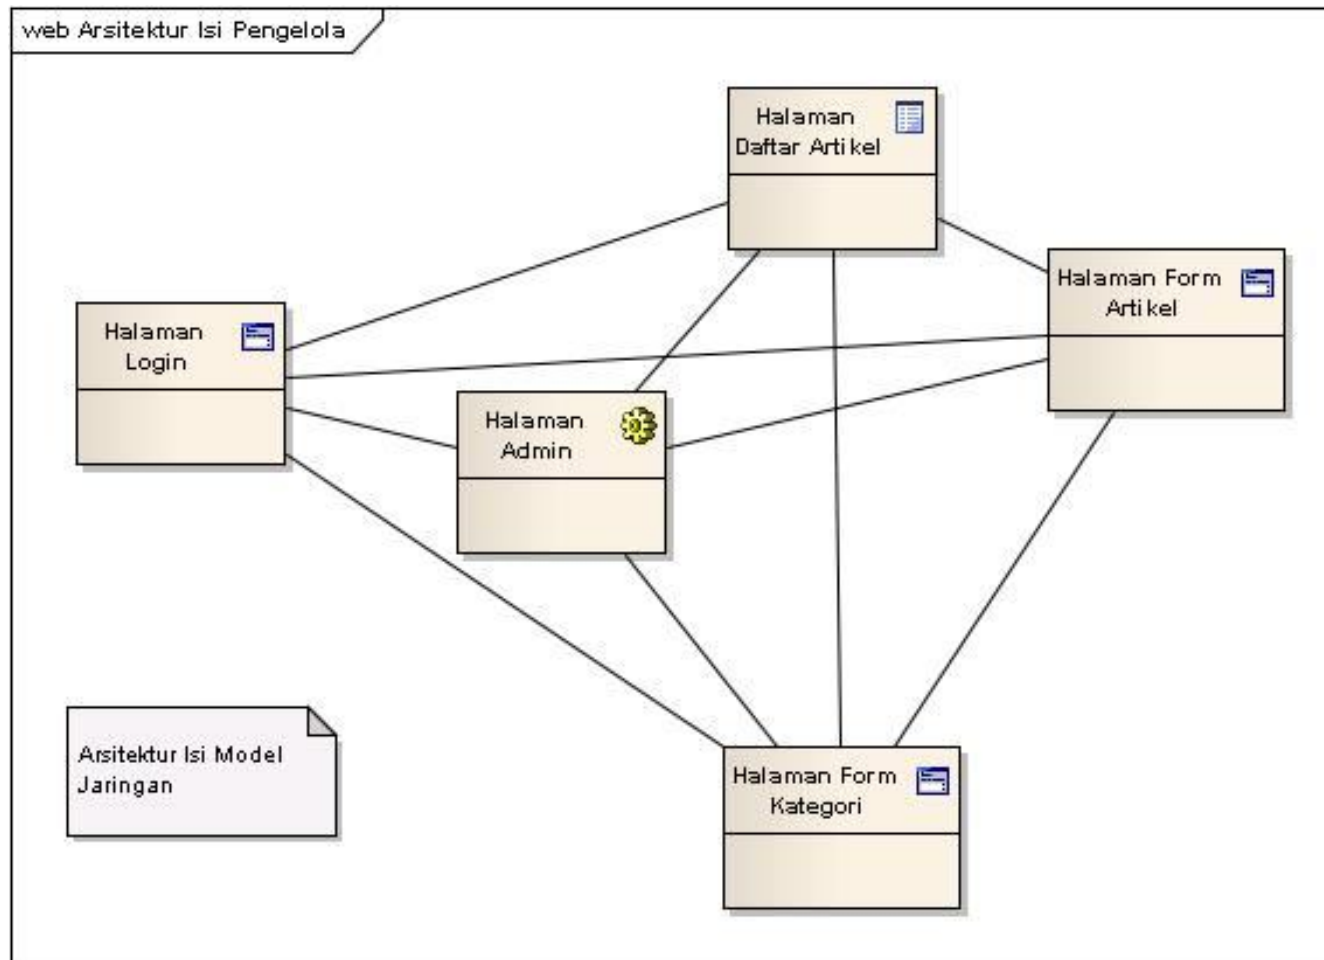 web Arsitektur Isi Pengelola
Halaman
Daftar Artikel
Halaman Form
Artikel
Halaman
Login
Halaman
Admin
Arsitektur Isi Model
Jaringan
Halaman Form
Kategori